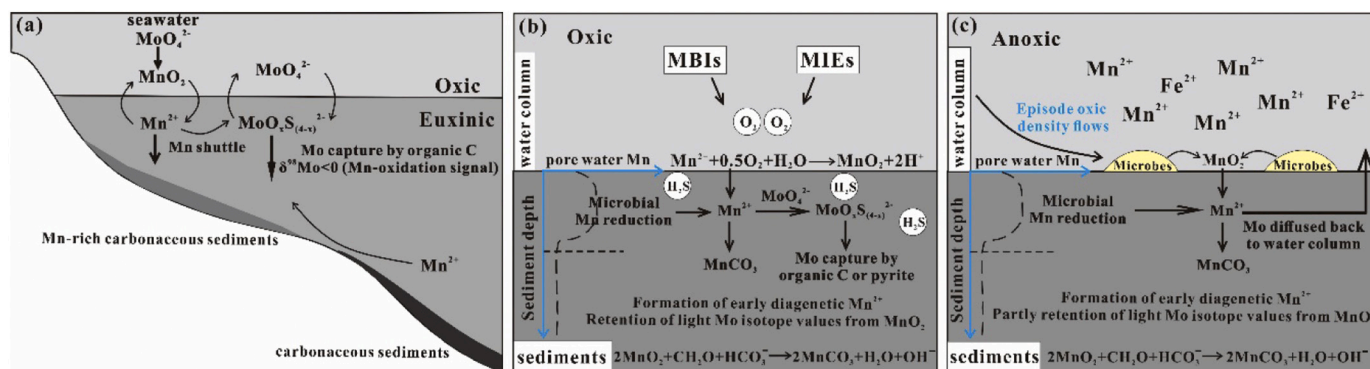 (a)
seawater
MoO₄²⁻
MnO₂
MoO₄²⁻
Oxic
Euxinic
Mn²⁺
MoOₓS₍₄₋ₓ₎²⁻
Mn shuttle
Mo capture by organic C
δ⁹⁸Mo<0 (Mn-oxidation signal)
Mn-rich carbonaceous sediments
Mn²⁺
carbonaceous sediments
(b)
Oxic
water column
MBIs
MIEs
O₂
O₂
pore water Mn
Mn²⁻+0.5O₂+H₂O→MnO₂+2H⁺
H₂S
H₂S
Microbial
Mn reduction
Mn²⁺
MoO₄²⁻
MoOₓS₍₄₋ₓ₎²⁻
H₂S
Sediment depth
MnCO₃
Mo capture by
organic C or pyrite
Formation of early diagenetic Mn²⁺
Retention of light Mo isotope values from MnO₂
sediments
2MnO₂+CH₂O+HCO₃⁻→2MnCO₃+H₂O+OH⁻
(c)
Anoxic
water column
Mn²⁺
Mn²⁺
Fe²⁺
Mn²⁺
Mn²⁺
Mn²⁺
Fe²⁺
Episode oxic
density flows
pore water Mn
Microbes
MnO₂
Microbes
Microbial
Mn reduction
Mn²⁺
Mo diffused back
to water column
Sediment depth
MnCO₃
Formation of early diagenetic Mn²⁻
Partly retention of light Mo isotope values from MnO
sediments
2MnO₂+CH₂O+HCO₃⁻→2MnCO₃+H₂O+OH⁻